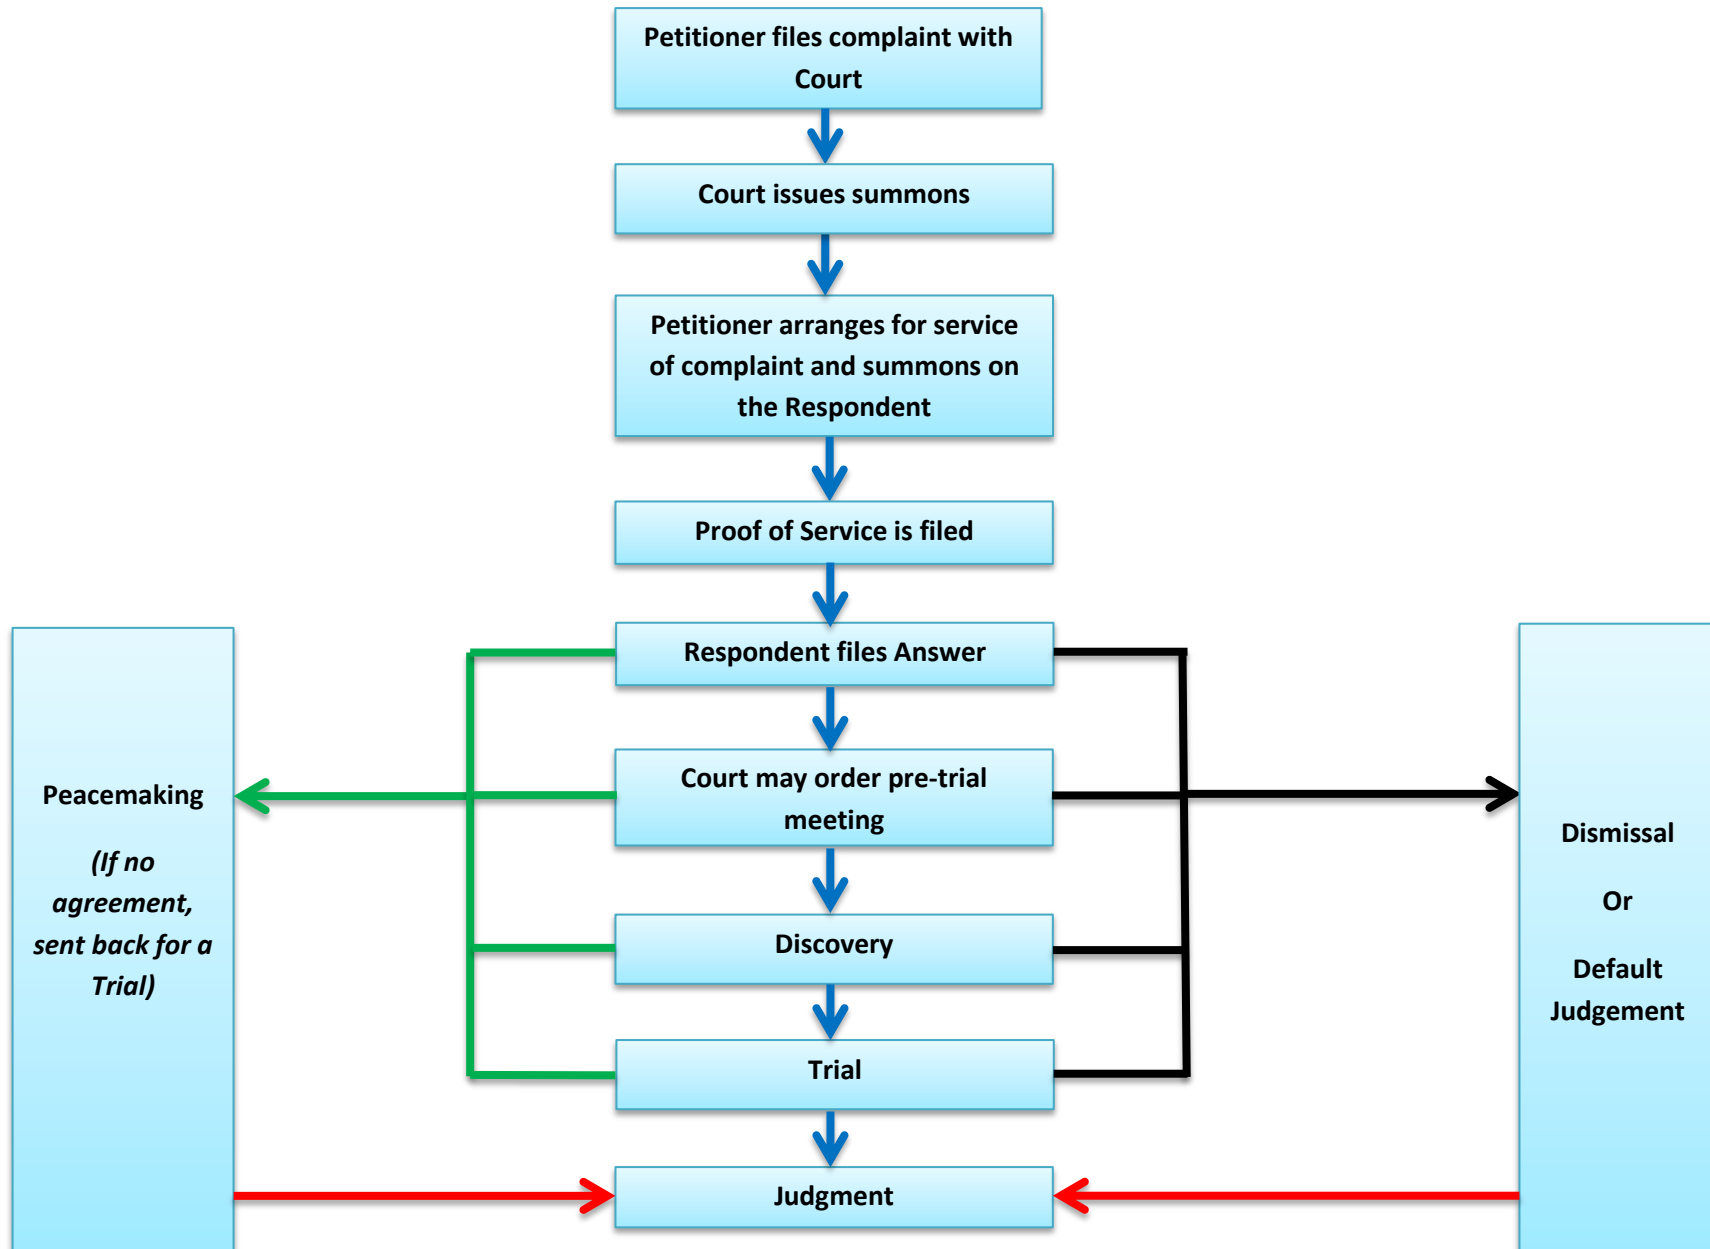 Petitioner files complaint with
Court
Court issues summons
Petitioner arranges for service
of complaint and summons on
the Respondent
Proof of Service is filed
Respondent files Answer
Court may order pre-trial
meeting
Discovery
Trial
Judgment
Peacemaking
(If no
agreement,
sent back for a
Trial)
Dismissal
Or
Default
Judgement